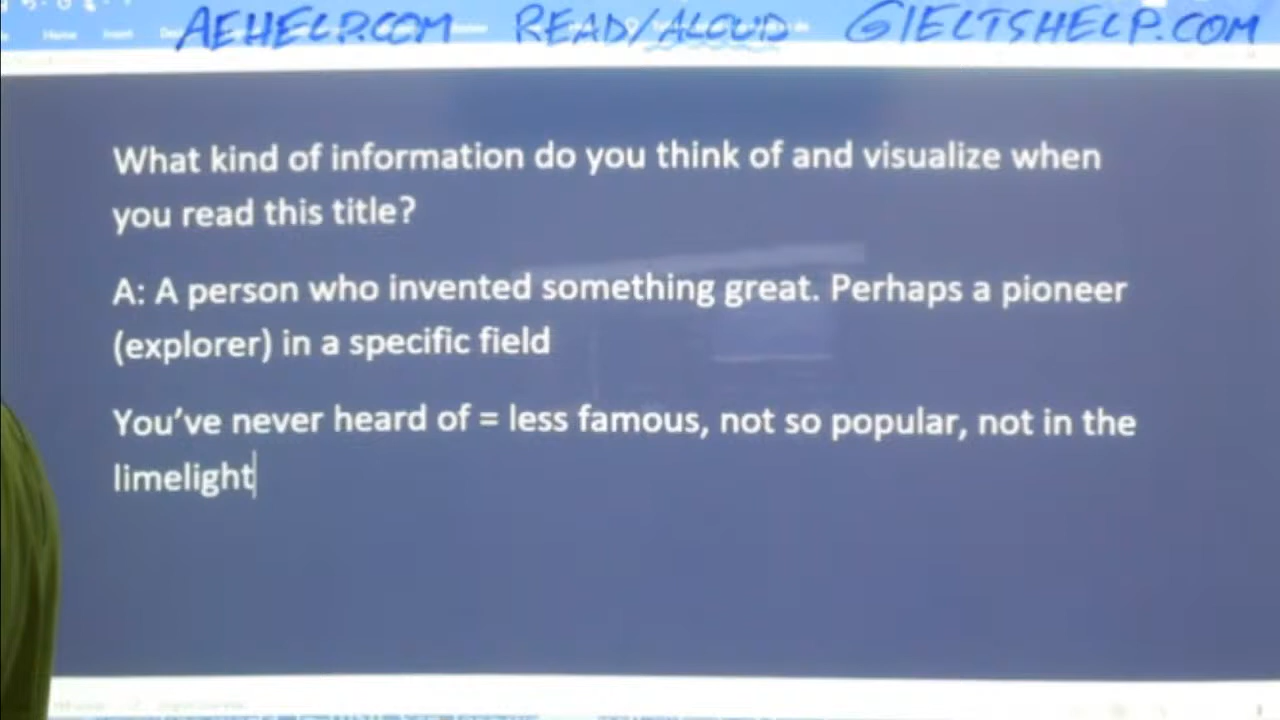 AEHELP.COM READ/ALOUD GIELTSHELP.COM
Home Insert
What kind of information do you think of and visualize when
you read this title?
A: A person who invented something great. Perhaps a pioneer
(explorer) in a specific field
You've never heard of = less famous, not so popular, not in the
limelight